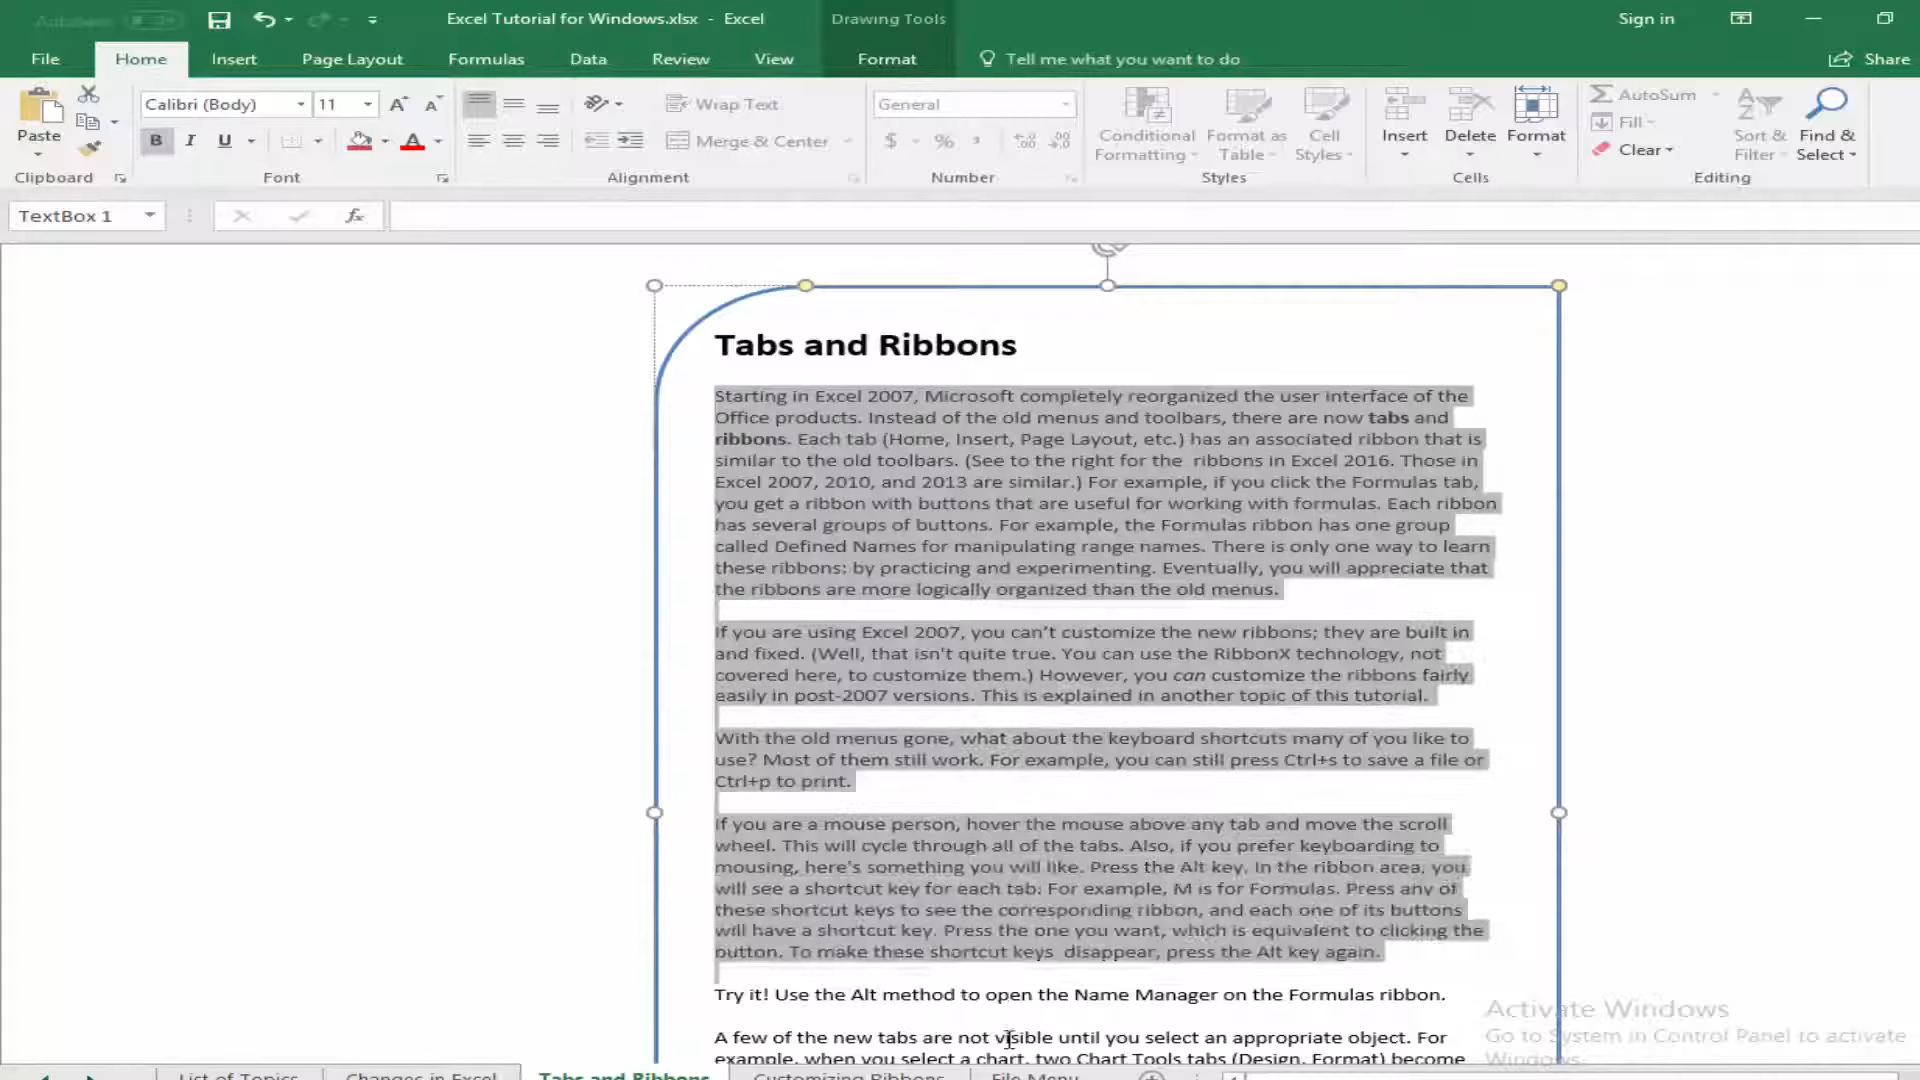 AutoSave
Excel Tutorial for Windows.xlsx - Excel
Drawing Tools
Sign in
File
Home
Insert
Page Layout
Formulas
Data
Review
View
Format
Tell me what you want to do
Share
Paste
Clipboard
Calibri (Body)
11
B I U
Font
Wrap Text
Merge & Center
Alignment
General
$ % ,
Number
Conditional Formatting
Format as Table
Cell Styles
Styles
Insert
Delete
Format
Cells
AutoSum
Fill
Clear
Sort & Filter
Find & Select
Editing
TextBox 1
fx
Tabs and Ribbons
Starting in Excel 2007, Microsoft completely reorganized the user interface of the
Office products. Instead of the old menus and toolbars, there are now tabs and
ribbons. Each tab (Home, Insert, Page Layout, etc.) has an associated ribbon that is
similar to the old toolbars. (See to the right for the ribbons in Excel 2016. Those in
Excel 2007, 2010, and 2013 are similar.) For example, if you click the Formulas tab,
you get a ribbon with buttons that are useful for working with formulas. Each ribbon
has several groups of buttons. For example, the Formulas ribbon has one group
called Defined Names for manipulating range names. There is only one way to learn
these ribbons: by practicing and experimenting. Eventually, you will appreciate that
the ribbons are more logically organized than the old menus.
If you are using Excel 2007, you can’t customize the new ribbons; they are built in
and fixed. (Well, that isn't quite true. You can use the RibbonX technology, not
covered here, to customize them.) However, you can customize the ribbons fairly
easily in post-2007 versions. This is explained in another topic of this tutorial.
With the old menus gone, what about the keyboard shortcuts many of you like to
use? Most of them still work. For example, you can still press Ctrl+s to save a file or
Ctrl+p to print.
If you are a mouse person, hover the mouse above any tab and move the scroll
wheel. This will cycle through all of the tabs. Also, if you prefer keyboarding to
mousing, here's something you will like. Press the Alt key. In the ribbon area, you
will see a shortcut key for each tab. For example, M is for Formulas. Press any of
these shortcut keys to see the corresponding ribbon, and each one of its buttons
will have a shortcut key. Press the one you want, which is equivalent to clicking the
button. To make these shortcut keys disappear, press the Alt key again.
Try it! Use the Alt method to open the Name Manager on the Formulas ribbon.
A few of the new tabs are not visible until you select an appropriate object. For
example, when you select a chart, two Chart Tools tabs (Design, Format) become
Activate Windows
Go to System in Control Panel to activate
Windows.
List of Topics
Changes in Excel
Tabs and Ribbons
Customizing Ribbons
File Menu